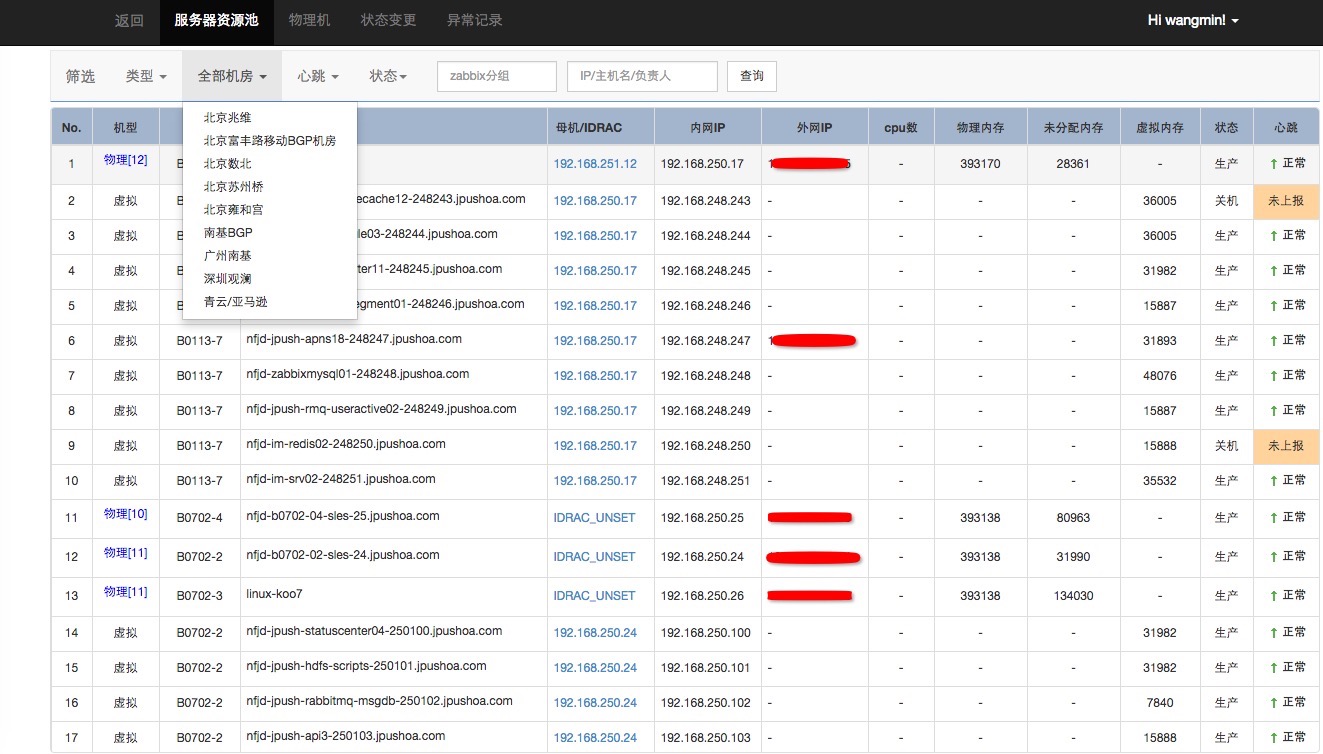 返回 服务器资源池 物理机 状态变更 异常记录 Hi wangmin!
筛选 类型 全部机房 心跳 状态 zabbix分组 IP/主机名/负责人 查询
北京兆维
北京富丰路移动BGP机房
北京数北
北京苏州桥
北京雍和宫
南基BGP
广州南基
深圳观澜
青云/亚马逊
No. 机型 母机/IDRAC 内网IP 外网IP cpu数 物理内存 未分配内存 虚拟内存 状态 心跳
1 物理[12] B 192.168.251.12 192.168.250.17 - 393170 28361 - 生产 ↑ 正常
2 虚拟 B ecache12-248243.jpushoa.com 192.168.250.17 192.168.248.243 - - - - 36005 关机 未上报
3 虚拟 B le03-248244.jpushoa.com 192.168.250.17 192.168.248.244 - - - - 36005 生产 ↑ 正常
4 虚拟 B ter11-248245.jpushoa.com 192.168.250.17 192.168.248.245 - - - - 31982 生产 ↑ 正常
5 虚拟 B egment01-248246.jpushoa.com 192.168.250.17 192.168.248.246 - - - - 15887 生产 ↑ 正常
6 虚拟 B0113-7 nfjd-jpush-apns18-248247.jpushoa.com 192.168.250.17 192.168.248.247 - - - 31893 生产 ↑ 正常
7 虚拟 B0113-7 nfjd-zabbixmysql01-248248.jpushoa.com 192.168.250.17 192.168.248.248 - - - - 48076 生产 ↑ 正常
8 虚拟 B0113-7 nfjd-jpush-rmq-useractive02-248249.jpushoa.com 192.168.250.17 192.168.248.249 - - - - 15887 生产 ↑ 正常
9 虚拟 B0113-7 nfjd-im-redis02-248250.jpushoa.com 192.168.250.17 192.168.248.250 - - - - 15888 关机 未上报
10 虚拟 B0113-7 nfjd-im-srv02-248251.jpushoa.com 192.168.250.17 192.168.248.251 - - - - 35532 生产 ↑ 正常
11 物理[10] B0702-4 nfjd-b0702-04-sles-25.jpushoa.com IDRAC_UNSET 192.168.250.25 - 393138 80963 - 生产 ↑ 正常
12 物理[11] B0702-2 nfjd-b0702-02-sles-24.jpushoa.com IDRAC_UNSET 192.168.250.24 - 393138 31990 - 生产 ↑ 正常
13 物理[11] B0702-3 linux-koo7 IDRAC_UNSET 192.168.250.26 - 393138 134030 - 生产 ↑ 正常
14 虚拟 B0702-2 nfjd-jpush-statuscenter04-250100.jpushoa.com 192.168.250.24 192.168.250.100 - - - - 31982 生产 ↑ 正常
15 虚拟 B0702-2 nfjd-jpush-hdfs-scripts-250101.jpushoa.com 192.168.250.24 192.168.250.101 - - - - 31982 生产 ↑ 正常
16 虚拟 B0702-2 nfjd-jpush-rabbitmq-msgdb-250102.jpushoa.com 192.168.250.24 192.168.250.102 - - - - 7840 生产 ↑ 正常
17 虚拟 B0702-2 nfjd-jpush-api3-250103.jpushoa.com 192.168.250.24 192.168.250.103 - - - - 15888 生产 ↑ 正常